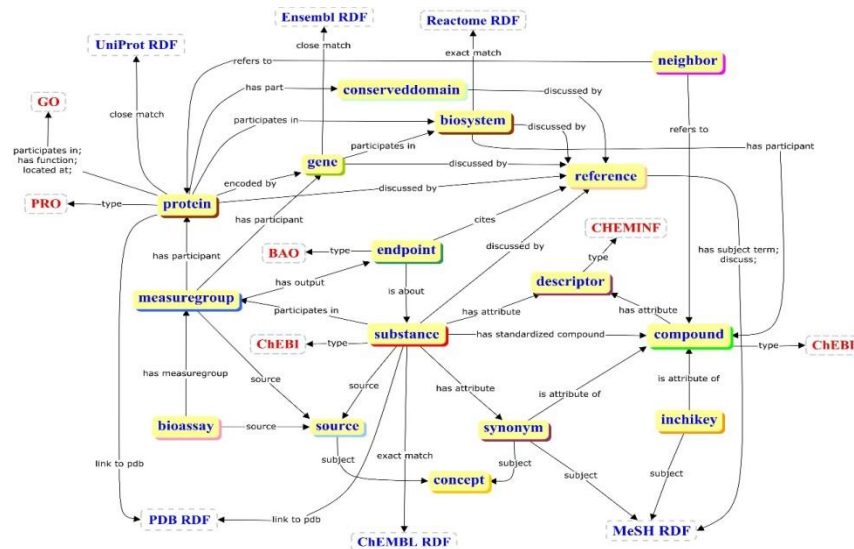 Ensembl RDF
Reactome RDF
UniProt RDF
close match
exact match
refers to
neighbor
GO
has part
conserveddomain
discussed by
close match
participates in
biosystem
discussed by
refers to
participates in;
has function;
located at;
participates in
has participant
gene
encoded by
discussed by
reference
PRO
type
protein
discussed by
cites
CHEMINF
has participant
BAO
type
endpoint
discussed by
type
has subject term;
discuss;
has participant
has output
is about
descriptor
measuregroup
participates in
has attribute
has attribute
substance
has standardized compound
compound
ChEBI
type
type
ChEBI
has measuregroup
source
source
has attribute
is attribute of
is attribute of
bioassay
source
source
synonym
inchikey
link to pdb
subject
exact match
subject
subject
subject
concept
PDB RDF
link to pdb
MeSH RDF
ChEMBL RDF